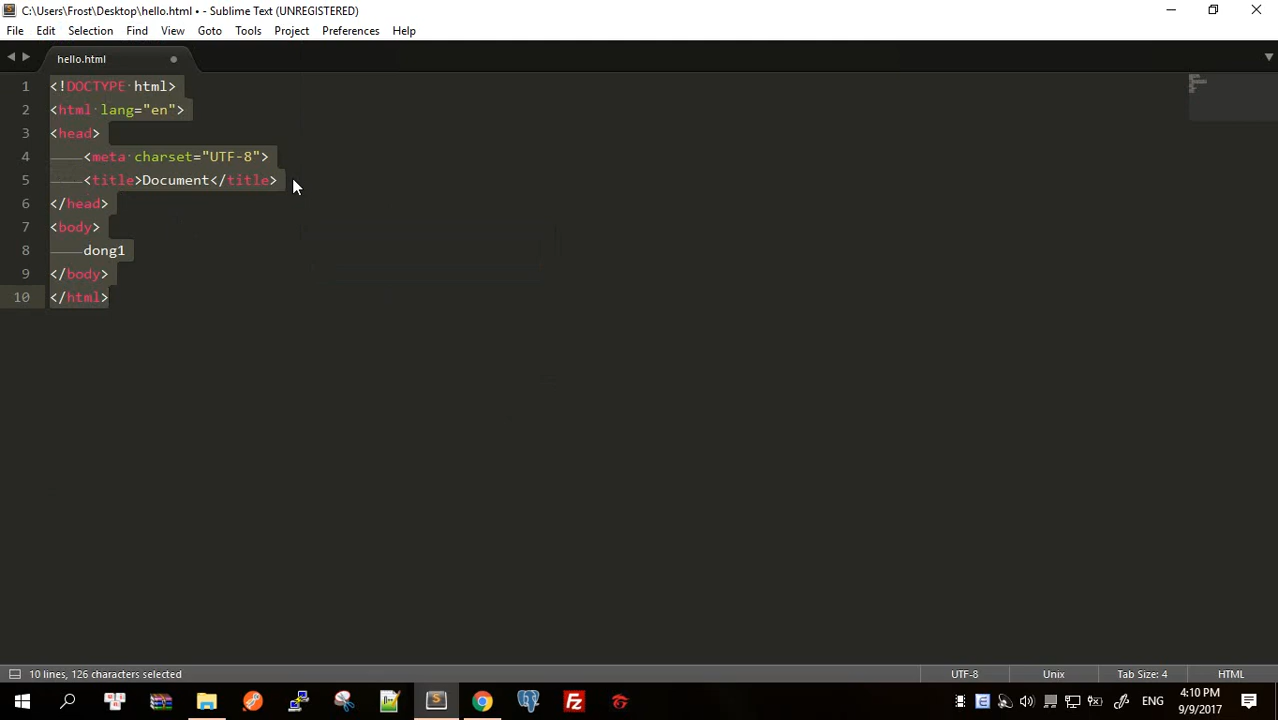 C:\Users\Frost\Desktop\hello.html • - Sublime Text (UNREGISTERED)
File Edit Selection Find View Goto Tools Project Preferences Help
hello.html
1 <!DOCTYPE html>
2 <html lang="en">
3 <head>
4 <meta charset="UTF-8">
5 <title>Document</title>
6 </head>
7 <body>
8 dong1
9 </body>
10 </html>
10 lines, 126 characters selected UTF-8 Unix Tab Size: 4 HTML
ENG 4:10 PM
9/9/2017